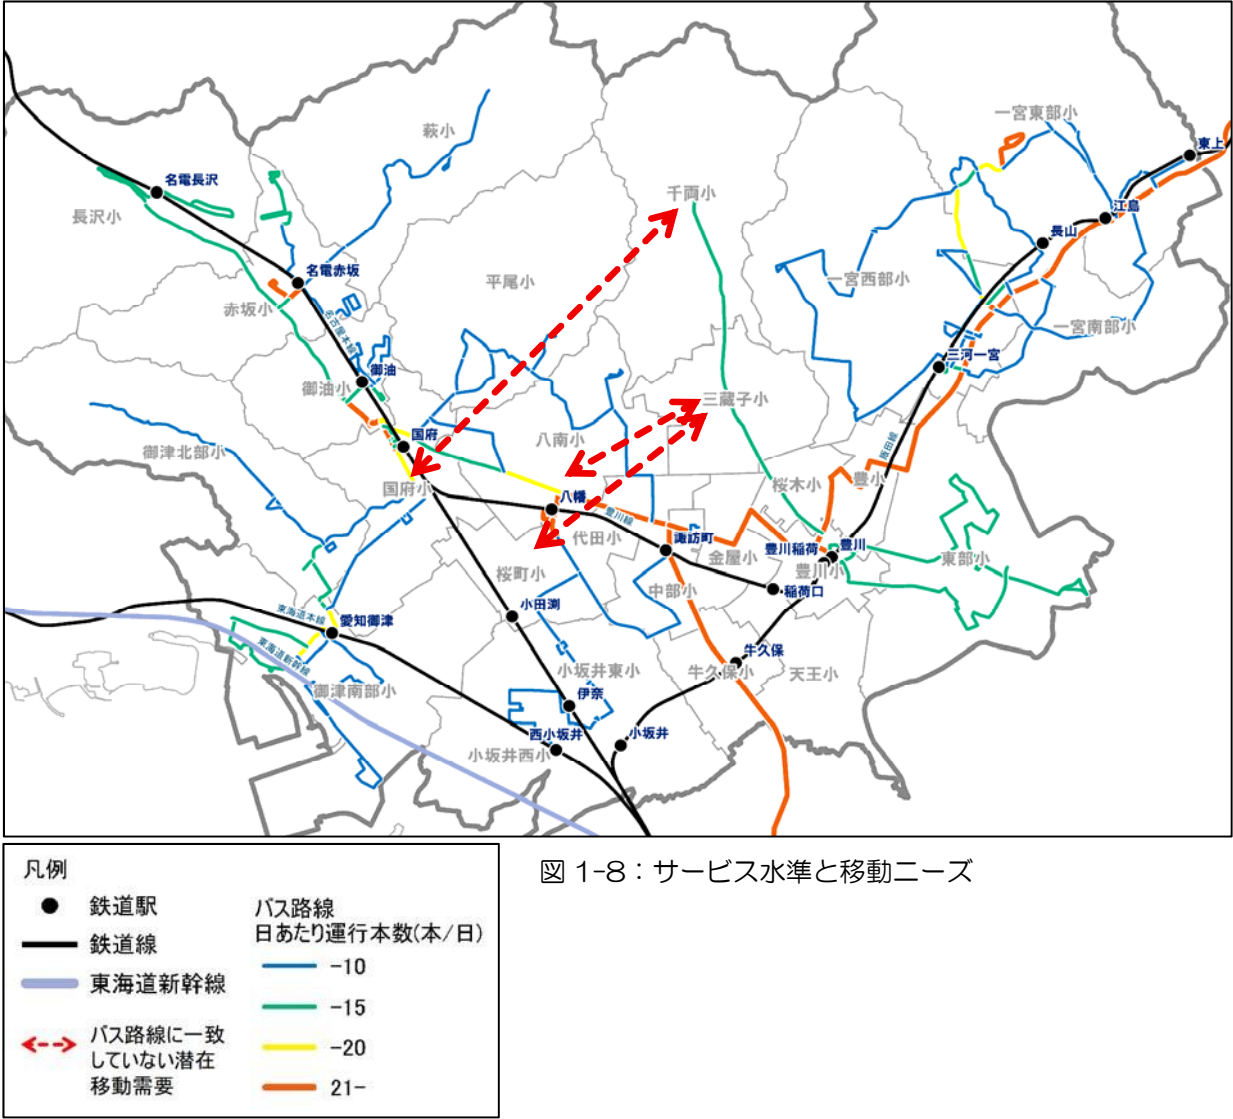 一宮東部小
東上
萩小
名電長沢
千両小
長沢小
江島
長山
名電赤坂
平尾小
一宮西部小
赤坂小
名古屋本線
一宮南部小
三河一宮
御油
御油小
三蔵子小
国府
八南小
飯田線
御津北部小
国府小
桜木小
豊小
八幡
豊川線
代田小
諏訪町
豊川稲荷
豊川
金屋小
豊川小
東部小
桜町小
中部小
稲荷口
小田渕
東海道本線
愛知御津
東海道新幹線
牛久保
小坂井東小
牛久保小
天王小
御津南部小
伊奈
西小坂井
小坂井
小坂井西小
図 1-8：サービス水準と移動ニーズ
凡例
鉄道駅
鉄道線
東海道新幹線
バス路線に一致
していない潜在
移動需要
バス路線
日あたり運行本数(本/日)
-10
-15
-20
21-